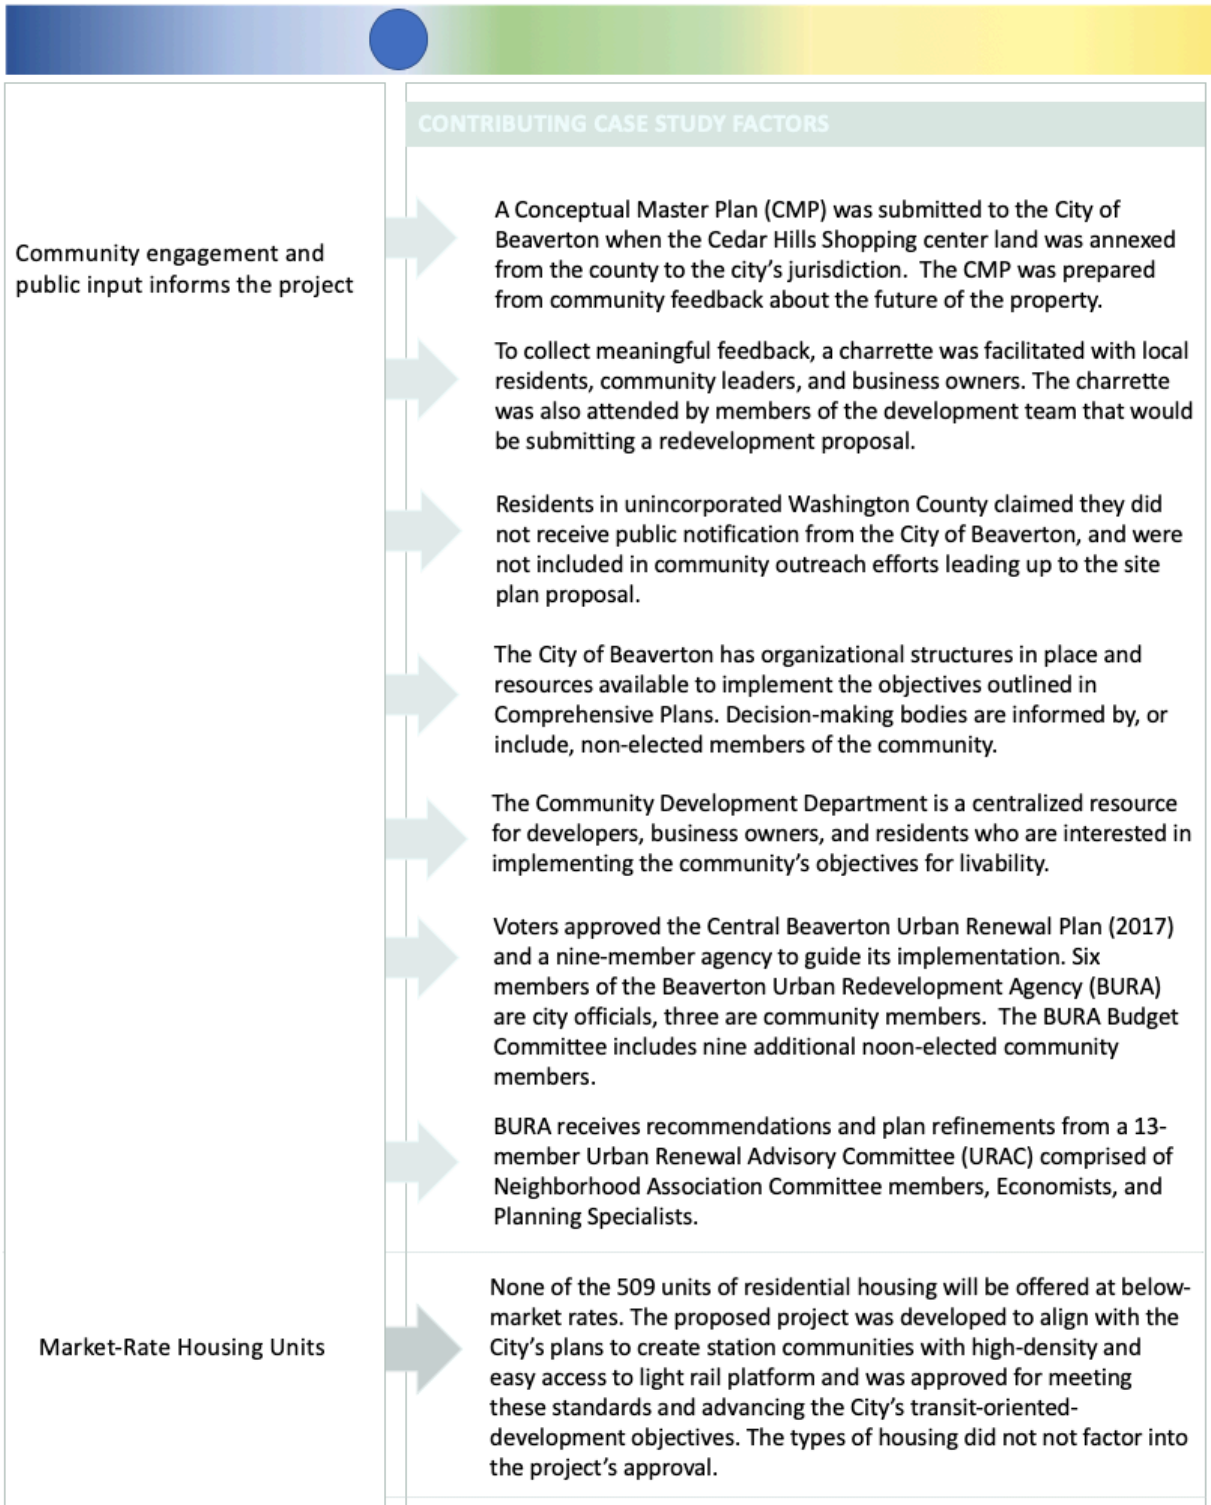 CONTRIBUTING CASE STUDY FACTORS
Community engagement and
public input informs the project
A Conceptual Master Plan (CMP) was submitted to the City of
Beaverton when the Cedar Hills Shopping center land was annexed
from the county to the city's jurisdiction.  The CMP was prepared
from community feedback about the future of the property.
To collect meaningful feedback, a charrette was facilitated with local
residents, community leaders, and business owners. The charrette
was also attended by members of the development team that would
be submitting a redevelopment proposal.
Residents in unincorporated Washington County claimed they did
not receive public notification from the City of Beaverton, and were
not included in community outreach efforts leading up to the site
plan proposal.
The City of Beaverton has organizational structures in place and
resources available to implement the objectives outlined in
Comprehensive Plans. Decision-making bodies are informed by, or
include, non-elected members of the community.
The Community Development Department is a centralized resource
for developers, business owners, and residents who are interested in
implementing the community's objectives for livability.
Voters approved the Central Beaverton Urban Renewal Plan (2017)
and a nine-member agency to guide its implementation. Six
members of the Beaverton Urban Redevelopment Agency (BURA)
are city officials, three are community members.  The BURA Budget
Committee includes nine additional noon-elected community
members.
BURA receives recommendations and plan refinements from a 13-
member Urban Renewal Advisory Committee (URAC) comprised of
Neighborhood Association Committee members, Economists, and
Planning Specialists.
Market-Rate Housing Units
None of the 509 units of residential housing will be offered at below-
market rates. The proposed project was developed to align with the
City's plans to create station communities with high-density and
easy access to light rail platform and was approved for meeting
these standards and advancing the City's transit-oriented-
development objectives. The types of housing did not not factor into
the project's approval.